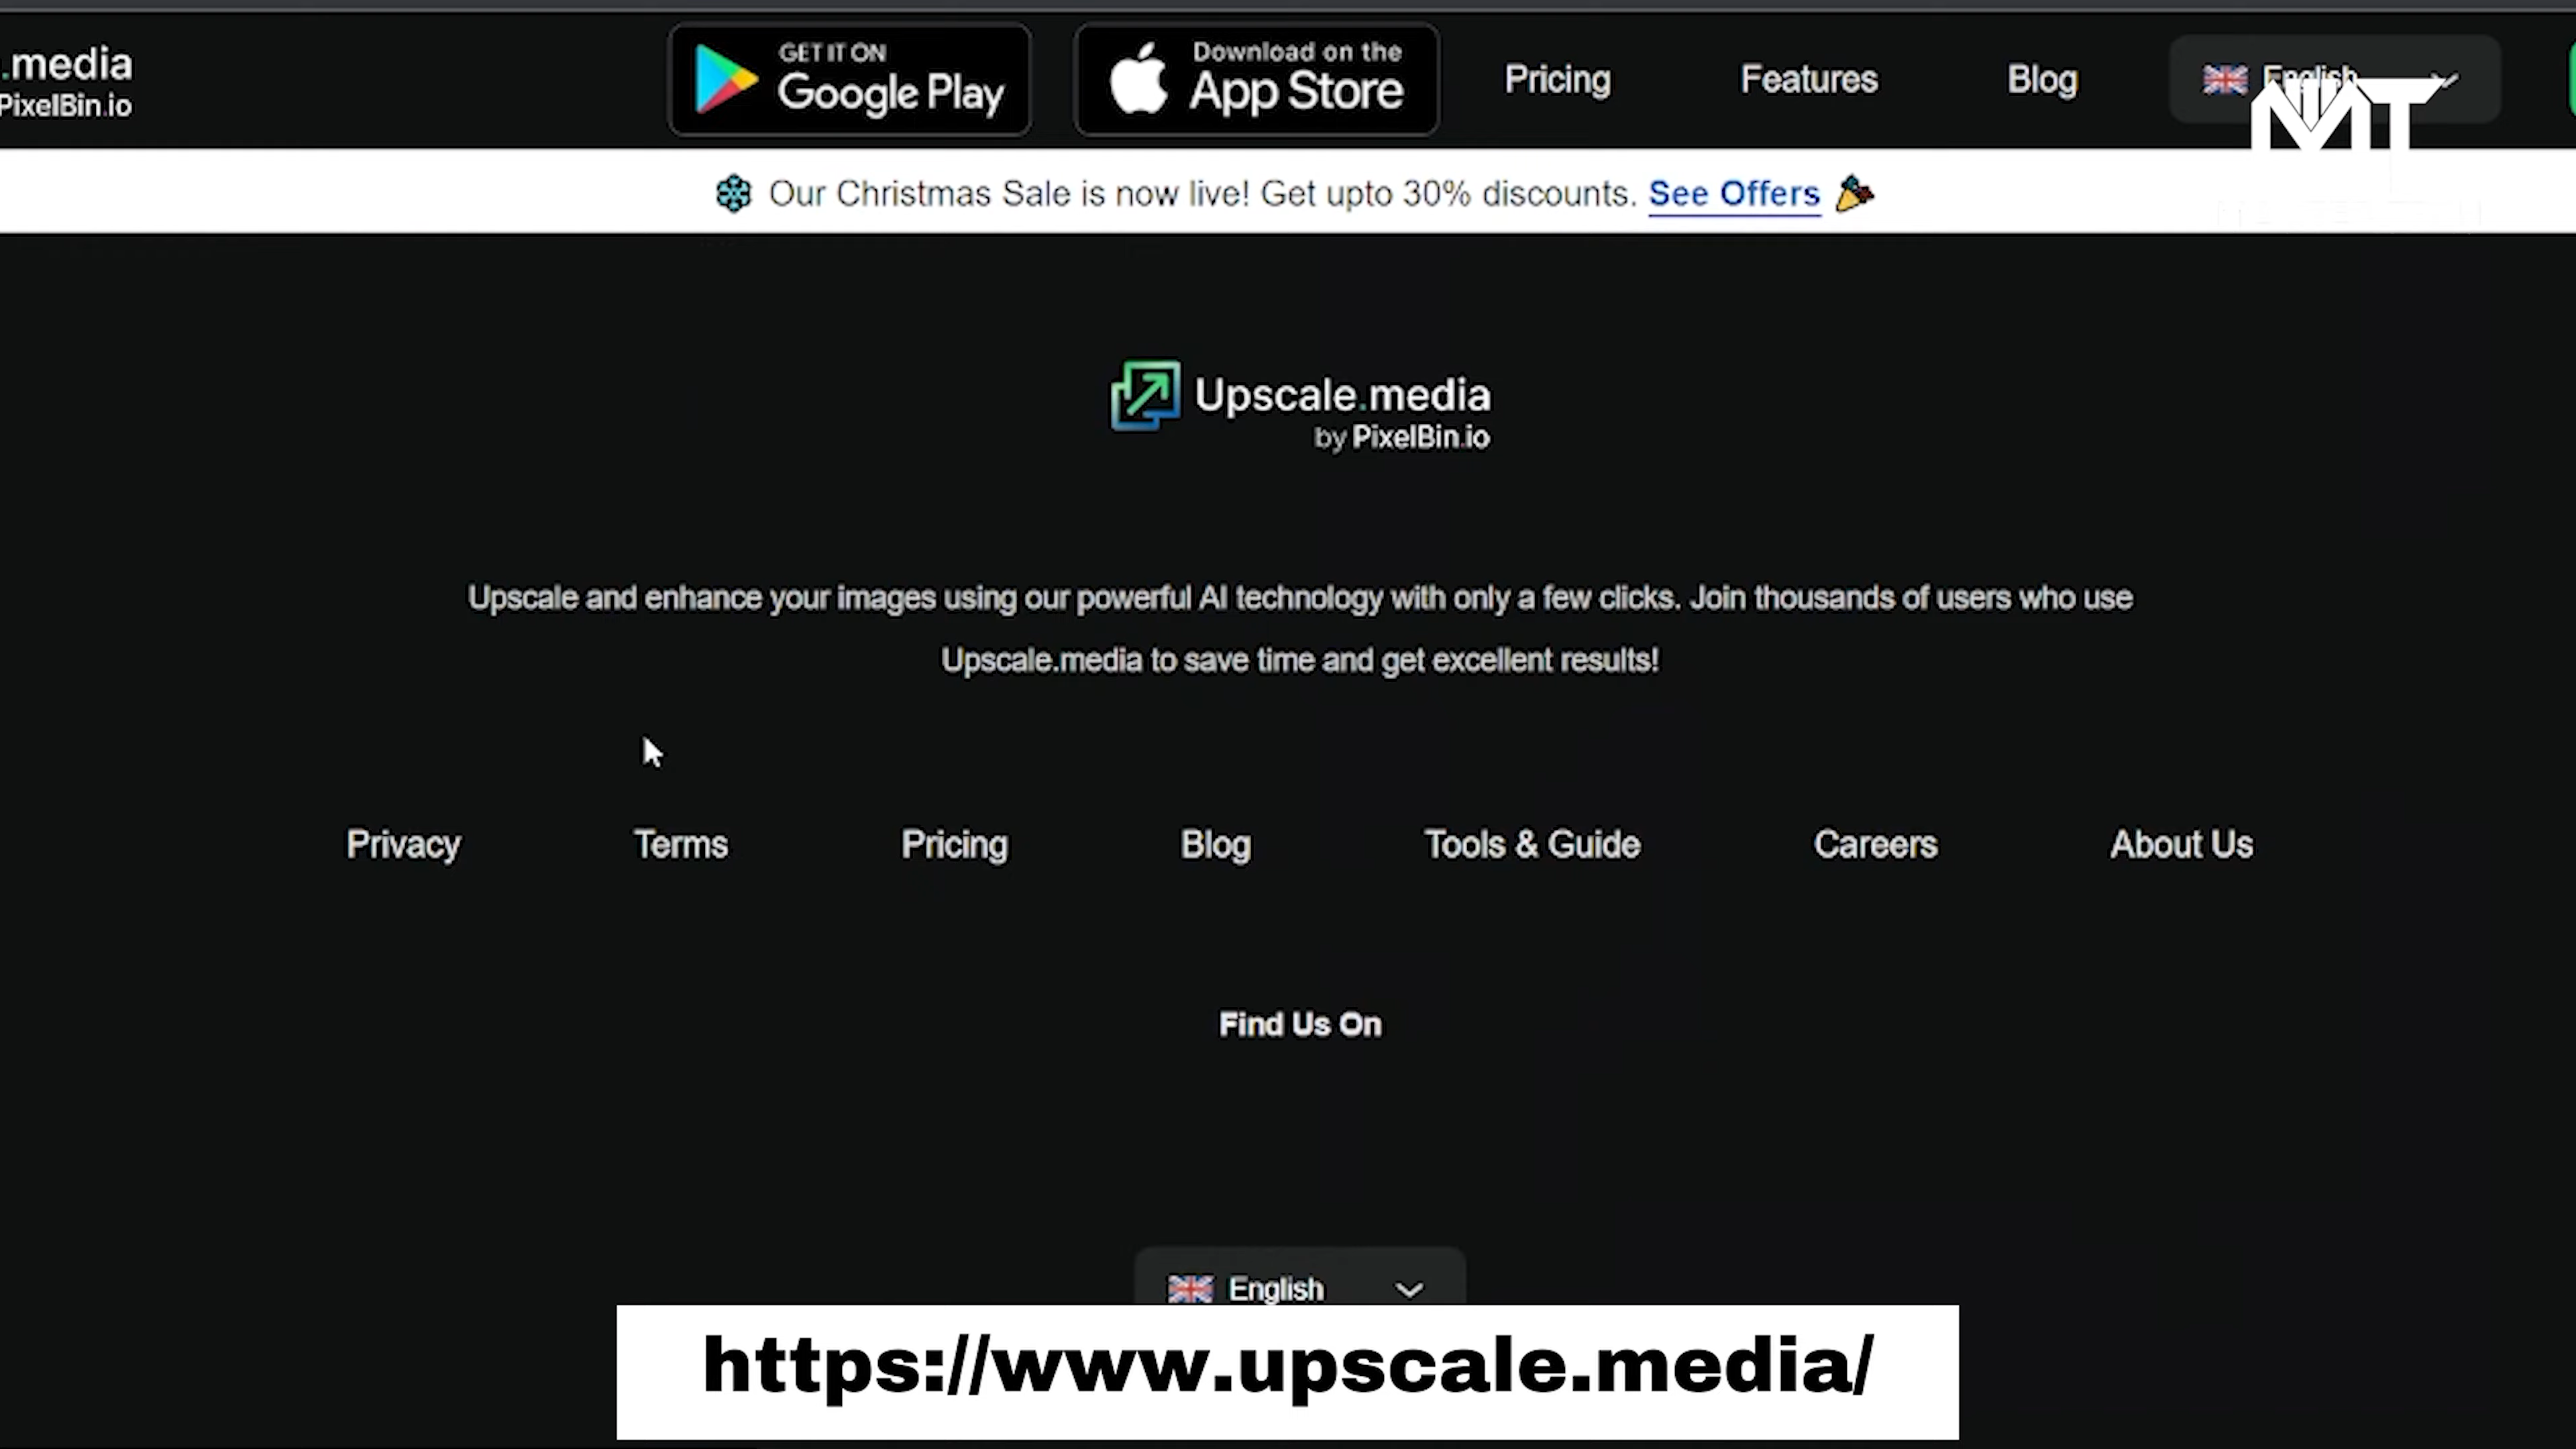 .media
PixelBin.io
GET IT ON
Google Play
Download on the
App Store
Pricing
Features
Blog
English
MT
Our Christmas Sale is now live! Get upto 30% discounts. See Offers
Upscale.media
by PixelBin.io
Upscale and enhance your images using our powerful AI technology with only a few clicks. Join thousands of users who use
Upscale.media to save time and get excellent results!
Privacy
Terms
Pricing
Blog
Tools & Guide
Careers
About Us
Find Us On
English
https://www.upscale.media/